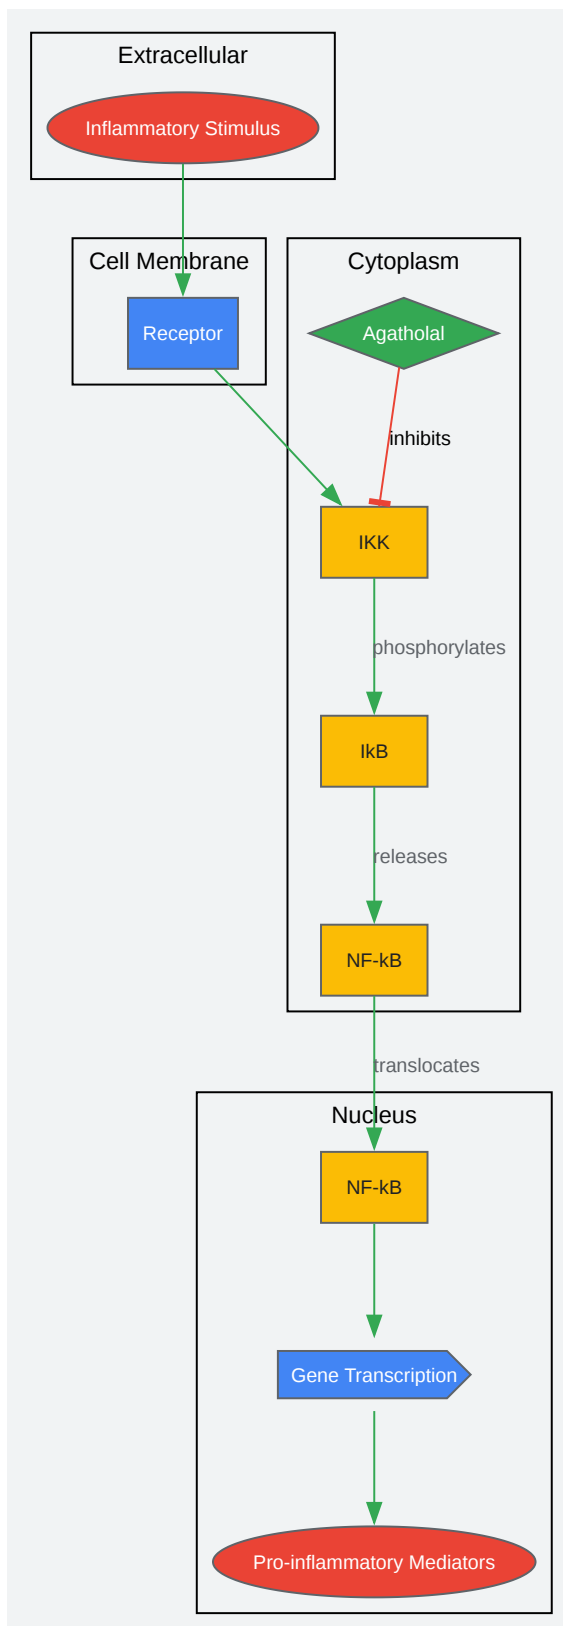 Extracellular
Inflammatory Stimulus
Cell Membrane
Receptor
Cytoplasm
Agatholal
inhibits
IKK
phosphorylates
IkB
releases
NF-kB
translocates
Nucleus
NF-kB
Gene Transcription
Pro-inflammatory Mediators